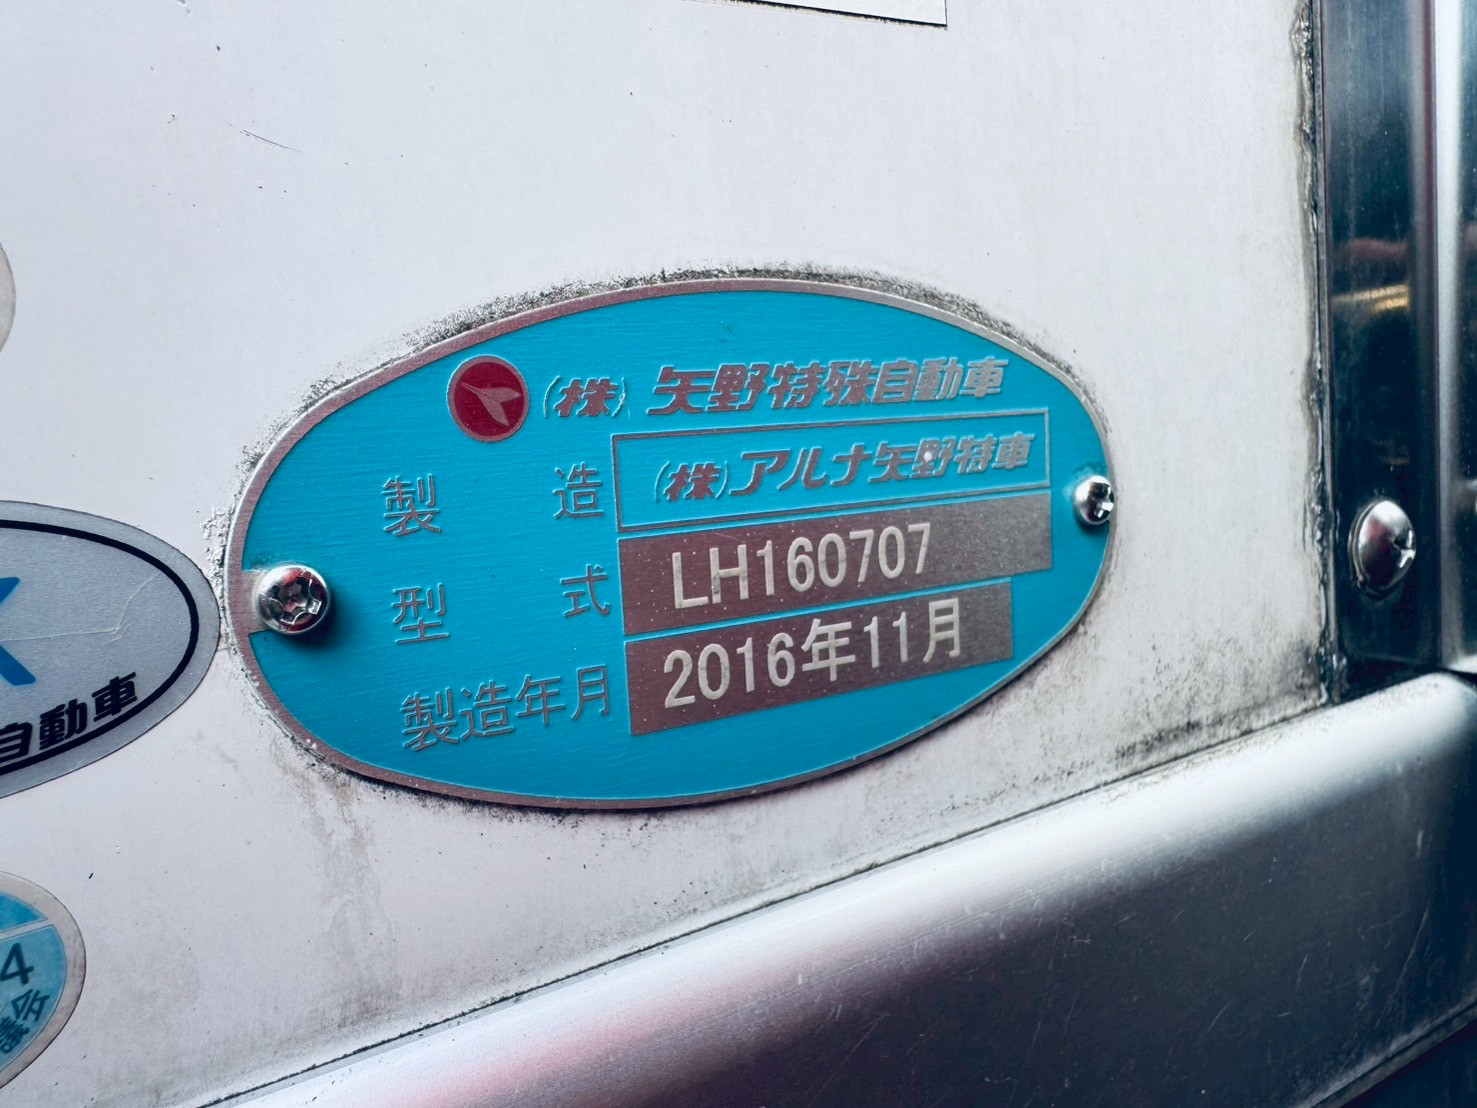 (株) 矢野特殊自動車
製造 (株)アルナ矢野特車
型式 LH160707
製造年月 2016年11月
自動車
4